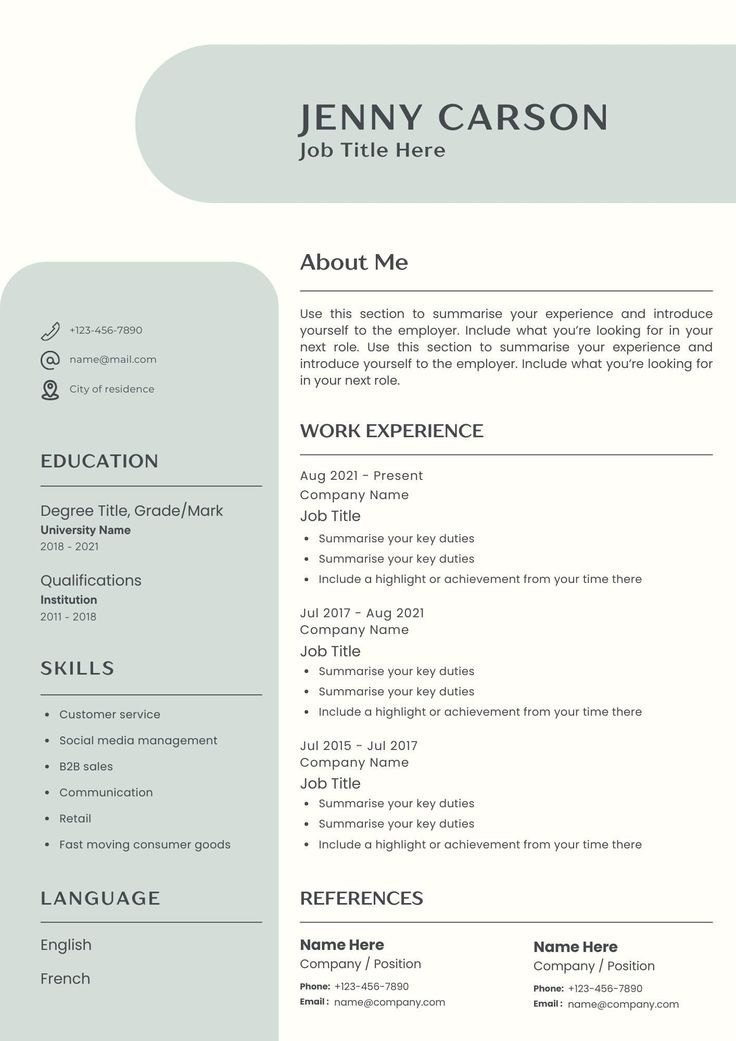 JENNY CARSON
Job Title Here
+123-456-7890
name@mail.com
City of residence
EDUCATION
Degree Title, Grade/Mark
University Name
2018 - 2021
Qualifications
Institution
2011 - 2018
SKILLS
• Customer service
• Social media management
• B2B sales
• Communication
• Retail
• Fast moving consumer goods
LANGUAGE
English
French
About Me
Use this section to summarise your experience and introduce
yourself to the employer. Include what you’re looking for in your
next role. Use this section to summarise your experience and
introduce yourself to the employer. Include what you’re looking for
in your next role.
WORK EXPERIENCE
Aug 2021 - Present
Company Name
Job Title
• Summarise your key duties
• Summarise your key duties
• Include a highlight or achievement from your time there
Jul 2017 - Aug 2021
Company Name
Job Title
• Summarise your key duties
• Summarise your key duties
• Include a highlight or achievement from your time there
Jul 2015 - Jul 2017
Company Name
Job Title
• Summarise your key duties
• Summarise your key duties
• Include a highlight or achievement from your time there
REFERENCES
Name Here
Company / Position
Phone: +123-456-7890
Email : name@company.com
Name Here
Company / Position
Phone: +123-456-7890
Email : name@company.com